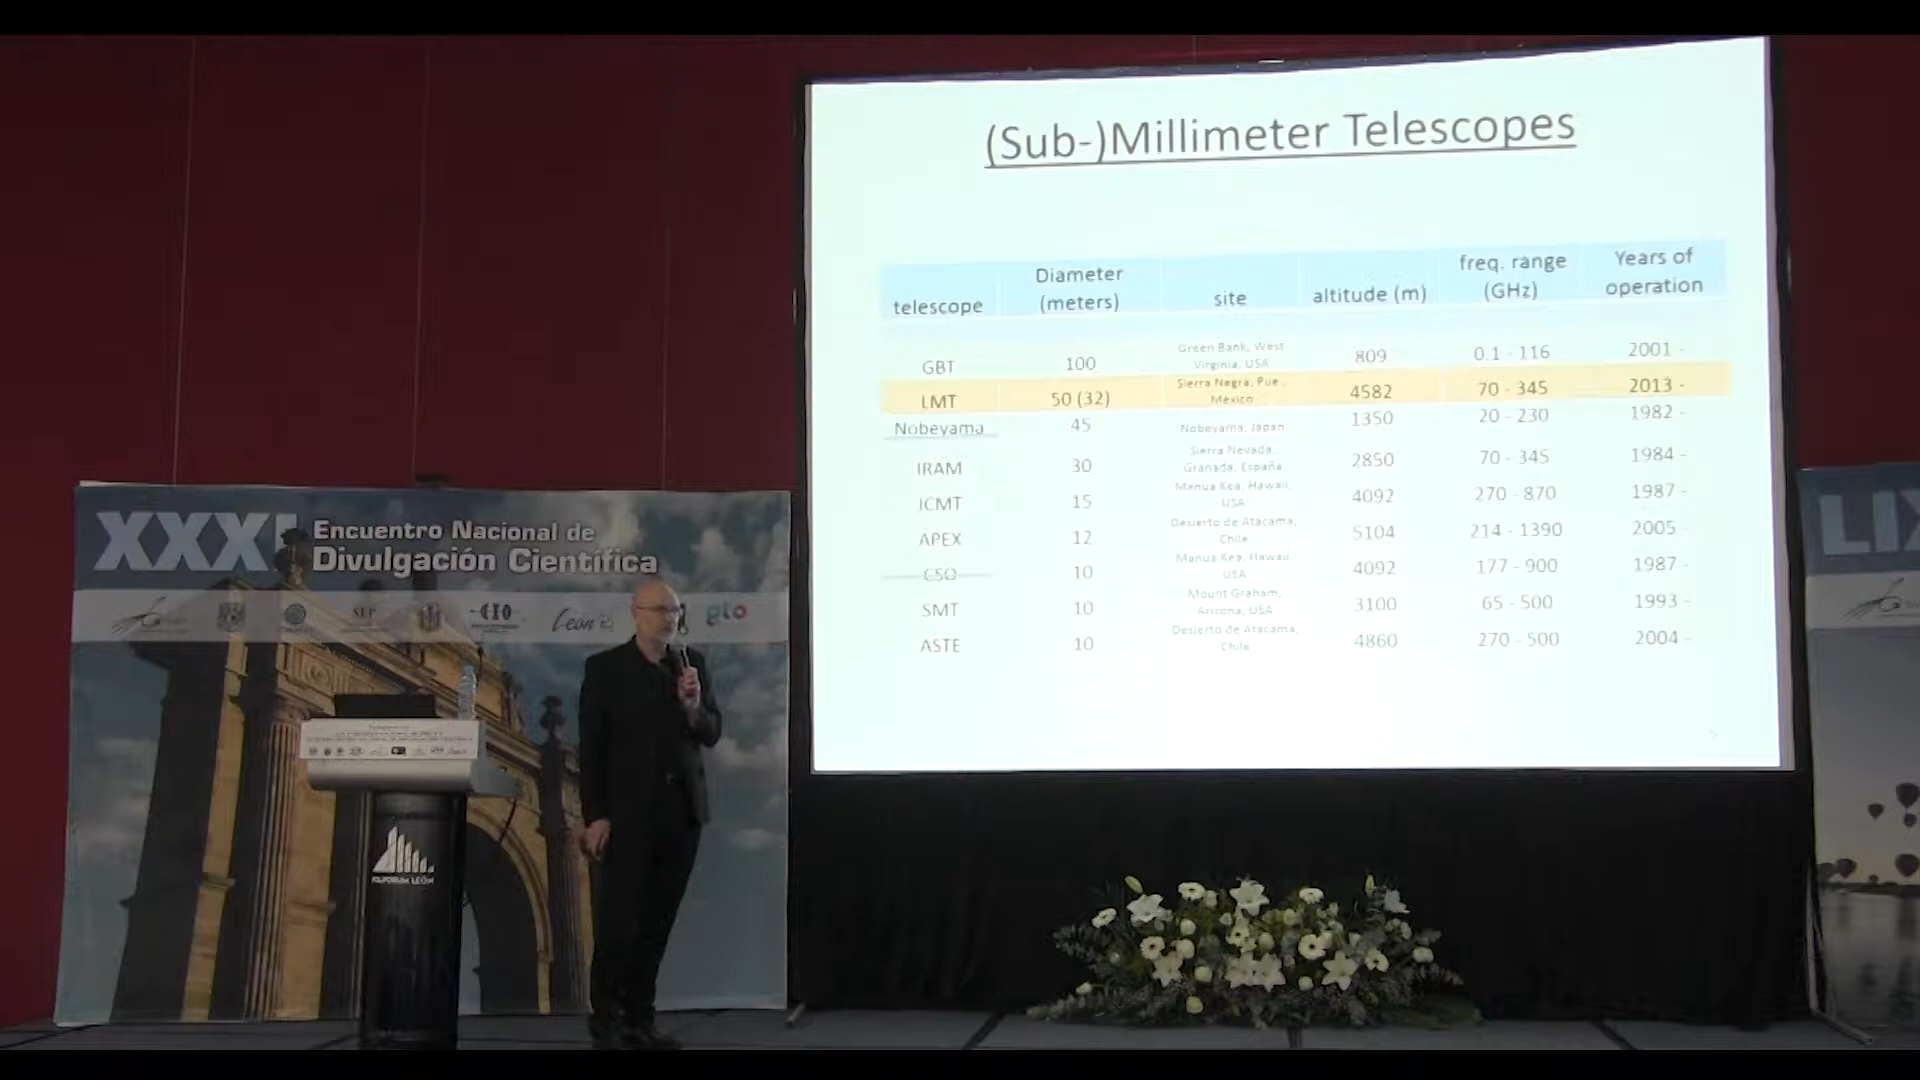 (Sub-)Millimeter Telescopes
telescope Diameter (meters) site altitude (m) freq. range (GHz) Years of operation
GBT 100 Green Bank, West Virginia, USA 809 0.1 - 116 2001 -
LMT 50 (32) Sierra Negra, Pue., Mexico 4582 70 - 345 2013 -
Nobeyama 45 Nobeyama, Japan 1350 20 - 230 1982 -
IRAM 30 Sierra Nevada, Granada, España 2850 70 - 345 1984 -
JCMT 15 Manua Kea, Hawaii, USA 4092 270 - 870 1987 -
APEX 12 Desierto de Atacama, Chile 5104 214 - 1390 2005 -
CSO 10 Manua Kea, Hawaii, USA 4092 177 - 900 1987 -
SMT 10 Mount Graham, Arizona, USA 3100 65 - 500 1993 -
ASTE 10 Desierto de Atacama, Chile 4860 270 - 500 2004 -
XXXI Encuentro Nacional de
Divulgación Científica
SEP CIO León gto
POLIFORUM LEÓN
LIX